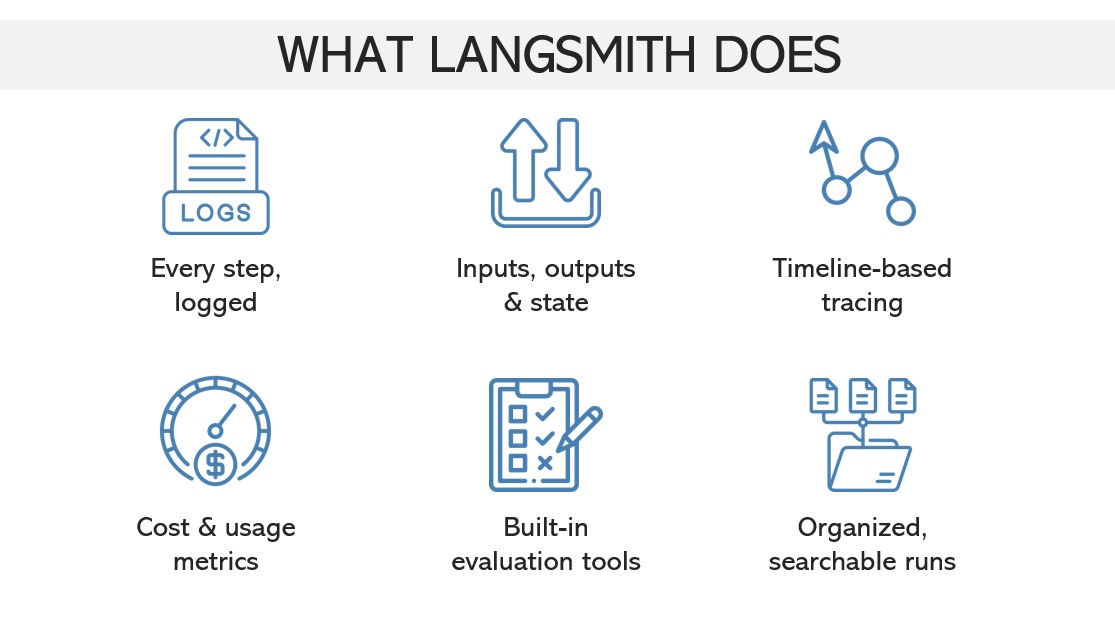 WHAT LANGSMITH DOES
</>
LOGS
Every step,
logged
Inputs, outputs
& state
Timeline-based
tracing
$
Cost & usage
metrics
Built-in
evaluation tools
Organized,
searchable runs